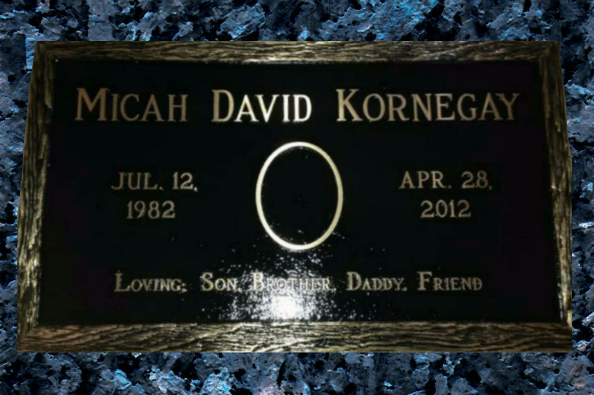 Micah David Kornegay
Jul. 12, 1982
Apr. 28, 2012
Loving: Son, Brother, Daddy, Friend